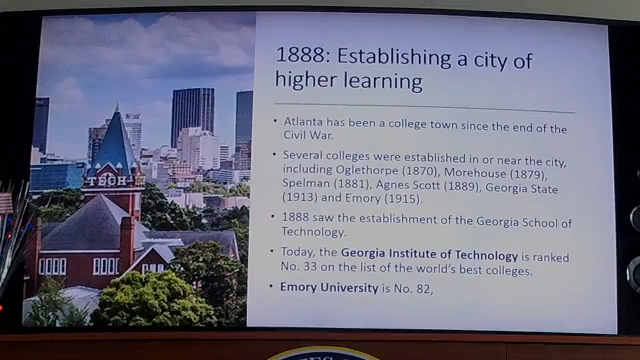 1888: Establishing a city of
higher learning
• Atlanta has been a college town since the end of the
Civil War.
• Several colleges were established in or near the city,
including Oglethorpe (1870), Morehouse (1879),
Spelman (1881), Agnes Scott (1889), Georgia State
(1913) and Emory (1915).
• 1888 saw the establishment of the Georgia School of
Technology.
• Today, the Georgia Institute of Technology is ranked
No. 33 on the list of the world's best colleges.
• Emory University is No. 82,
TECH